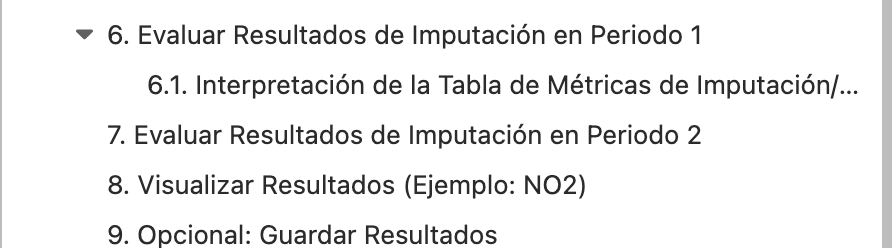 6. Evaluar Resultados de Imputación en Periodo 1
6.1. Interpretación de la Tabla de Métricas de Imputación/...
7. Evaluar Resultados de Imputación en Periodo 2
8. Visualizar Resultados (Ejemplo: NO2)
9. Opcional: Guardar Resultados